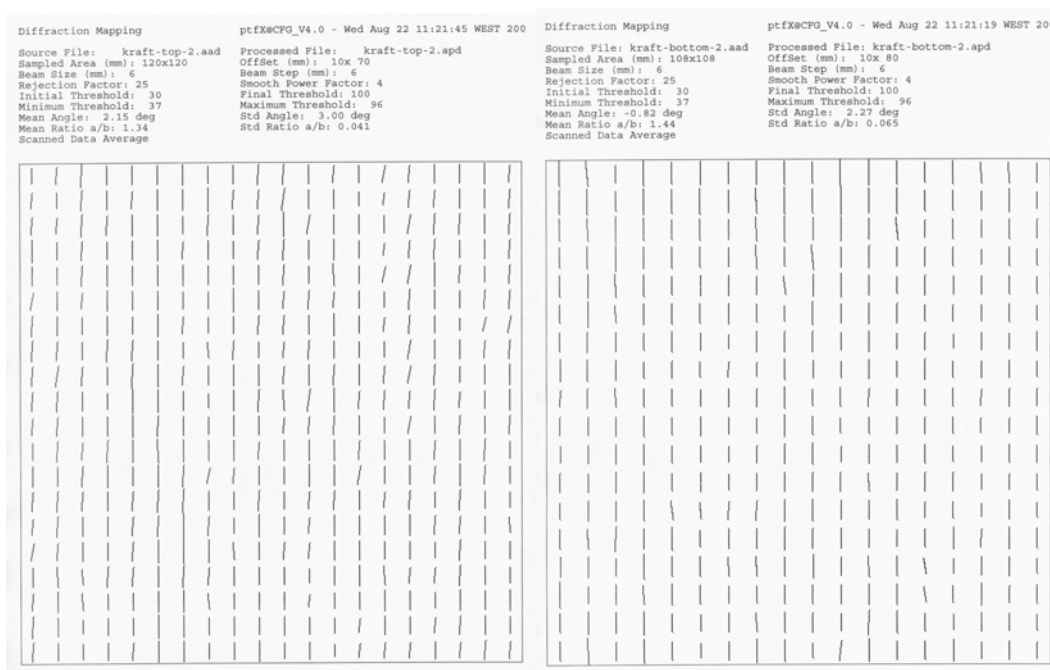 Diffraction Mapping ptfX@CFG_V4.0 - Wed Aug 22 11:21:45 WEST 200
Source File: kraft-top-2.aad Processed File: kraft-top-2.apd
Sampled Area (mm): 120x120 OffSet (mm): 10x 70
Beam Size (mm): 6 Beam Step (mm): 6
Rejection Factor: 25 Smooth Power Factor: 4
Initial Threshold: 30 Final Threshold: 100
Minimum Threshold: 37 Maximum Threshold: 96
Mean Angle: 2.15 deg Std Angle: 3.00 deg
Mean Ratio a/b: 1.34 Std Ratio a/b: 0.041
Scanned Data Average
Diffraction Mapping ptfX@CFG_V4.0 - Wed Aug 22 11:21:19 WEST 20
Source File: kraft-bottom-2.aad Processed File: kraft-bottom-2.apd
Sampled Area (mm): 108x108 OffSet (mm): 10x 80
Beam Size (mm): 6 Beam Step (mm): 6
Rejection Factor: 25 Smooth Power Factor: 4
Initial Threshold: 30 Final Threshold: 100
Minimum Threshold: 37 Maximum Threshold: 96
Mean Angle: -0.82 deg Std Angle: 2.27 deg
Mean Ratio a/b: 1.44 Std Ratio a/b: 0.065
Scanned Data Average